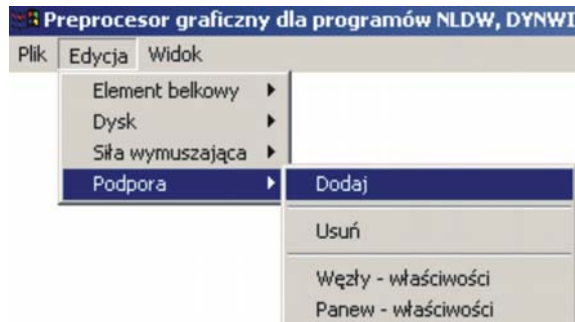 Preprocesor graficzny dla programów NLDW, DYNWI
Plik Edycja Widok
Element belkowy
Dysk
Siła wymuszająca
Podpora
Dodaj
Usuń
Węzły - właściwości
Panew - właściwości